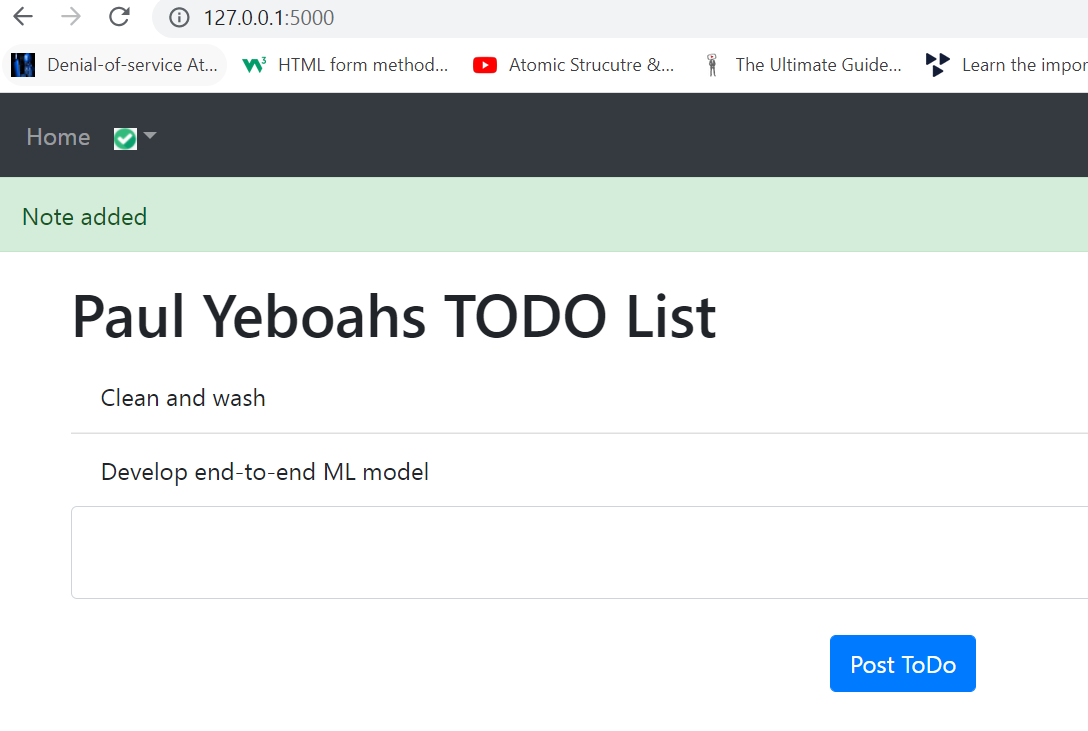 127.0.0.1:5000
Denial-of-service At... HTML form method... Atomic Strucutre &... The Ultimate Guide... Learn the impor
Home
Note added
Paul Yeboahs TODO List
Clean and wash
Develop end-to-end ML model
Post ToDo